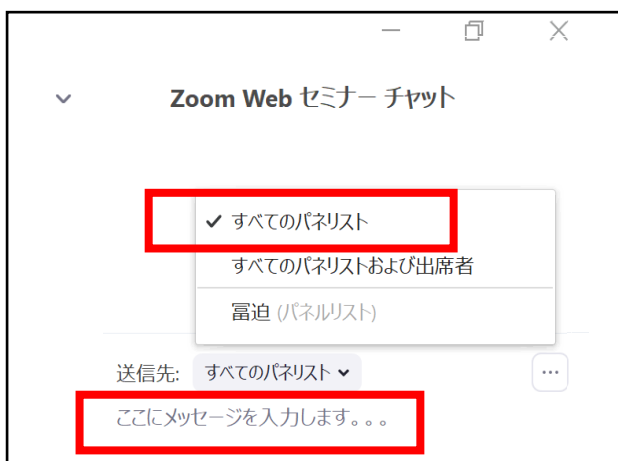 Zoom Web セミナー チャット
すべてのパネリスト
すべてのパネリストおよび出席者
冨迫 (パネルリスト)
送信先: すべてのパネリスト
ここにメッセージを入力します。。。